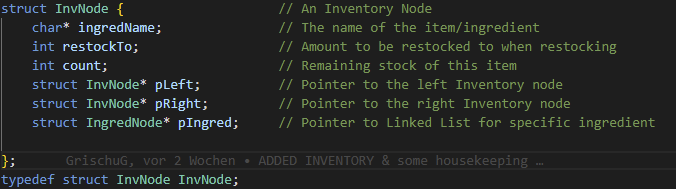 struct InvNode {                    // An Inventory Node
    char* ingredName;               // The name of the item/ingredient
    int restockTo;                  // Amount to be restocked to when restocking
    int count;                      // Remaining stock of this item
    struct InvNode* pLeft;          // Pointer to the left Inventory node
    struct InvNode* pRight;         // Pointer to the right Inventory node
    struct IngredNode* pIngred;     // Pointer to Linked List for specific ingredient
};      GrischuG, vor 2 Wochen • ADDED INVENTORY & some housekeeping …
typedef struct InvNode InvNode;